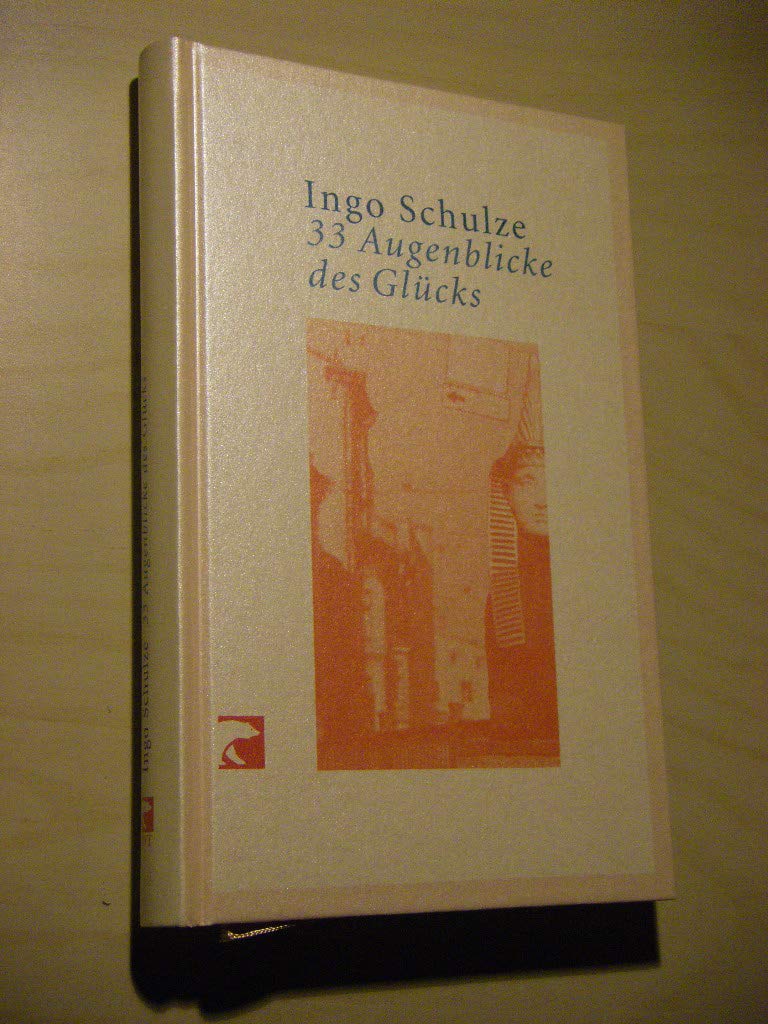 Ingo Schulze
33 Augenblicke
des Glücks
Ingo Schulze 33 Augenblicke des Glücks